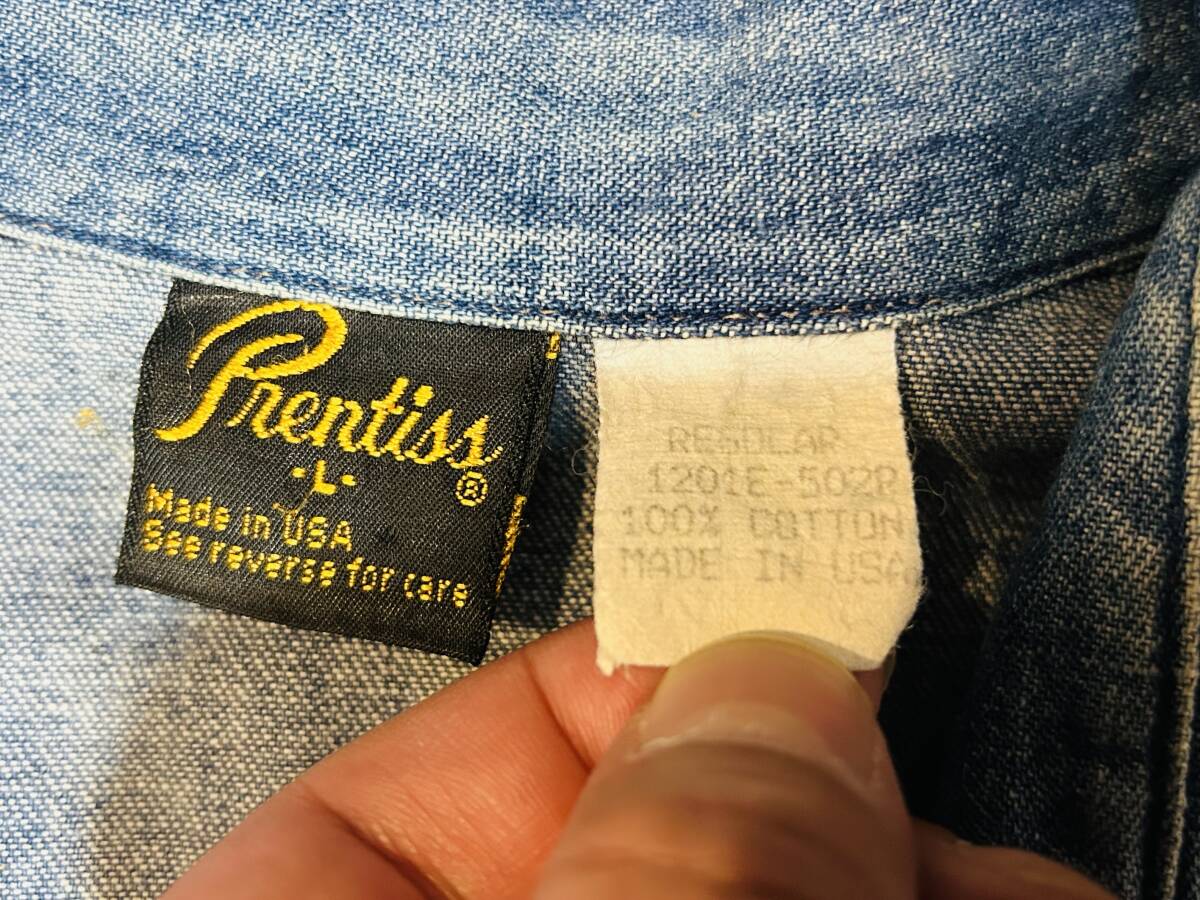 Prentiss
-L- ®
Made in USA
See reverse for care
REGULAR
1201E 502R
100% COTTON
MADE IN USA